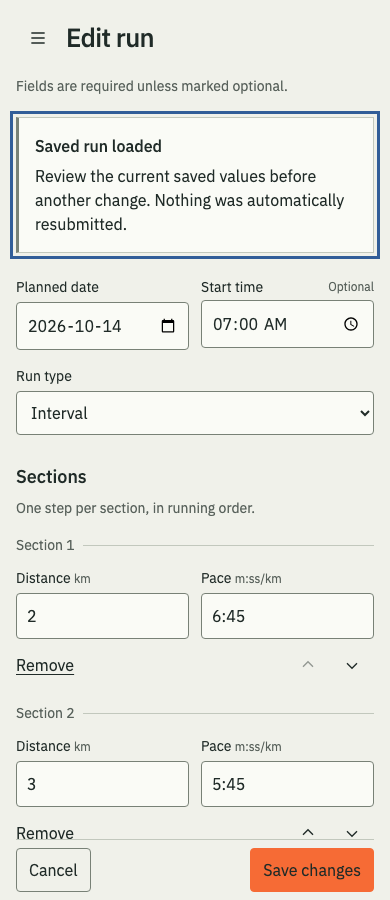 Edit run
Fields are required unless marked optional.
Saved run loaded
Review the current saved values before
another change. Nothing was automatically
resubmitted.
Planned date
Start time Optional
2026-10-14
07:00 AM
Run type
Interval
Sections
One step per section, in running order.
Section 1
Distance km
Pace m:ss/km
2
6:45
Remove
Section 2
Distance km
Pace m:ss/km
3
5:45
Remove
Cancel
Save changes